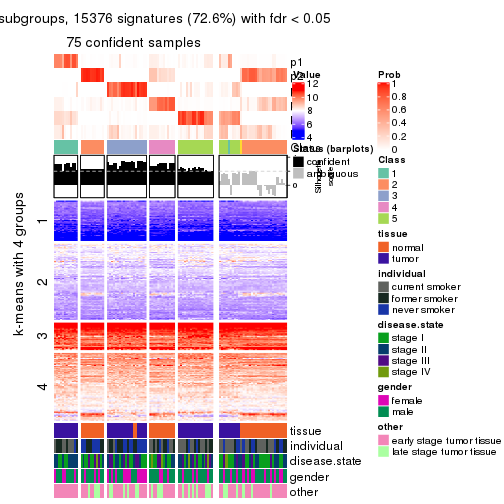 subgroups, 15376 signatures (72.6%) with fdr < 0.05
75 confident samples
p1
Value
12
10
8
6
4
Prob
1
0.8
0.6
0.4
0.2
0
Status (barplots)
confident
ambiguous
0
Silhouette
score
Class
1
2
3
4
5
k-means with 4 groups
1
2
3
4
tissue
normal
tumor
individual
current smoker
former smoker
never smoker
disease.state
stage I
stage II
stage III
stage IV
gender
female
male
other
early stage tumor tissue
late stage tumor tissue
tissue
individual
disease.state
gender
other